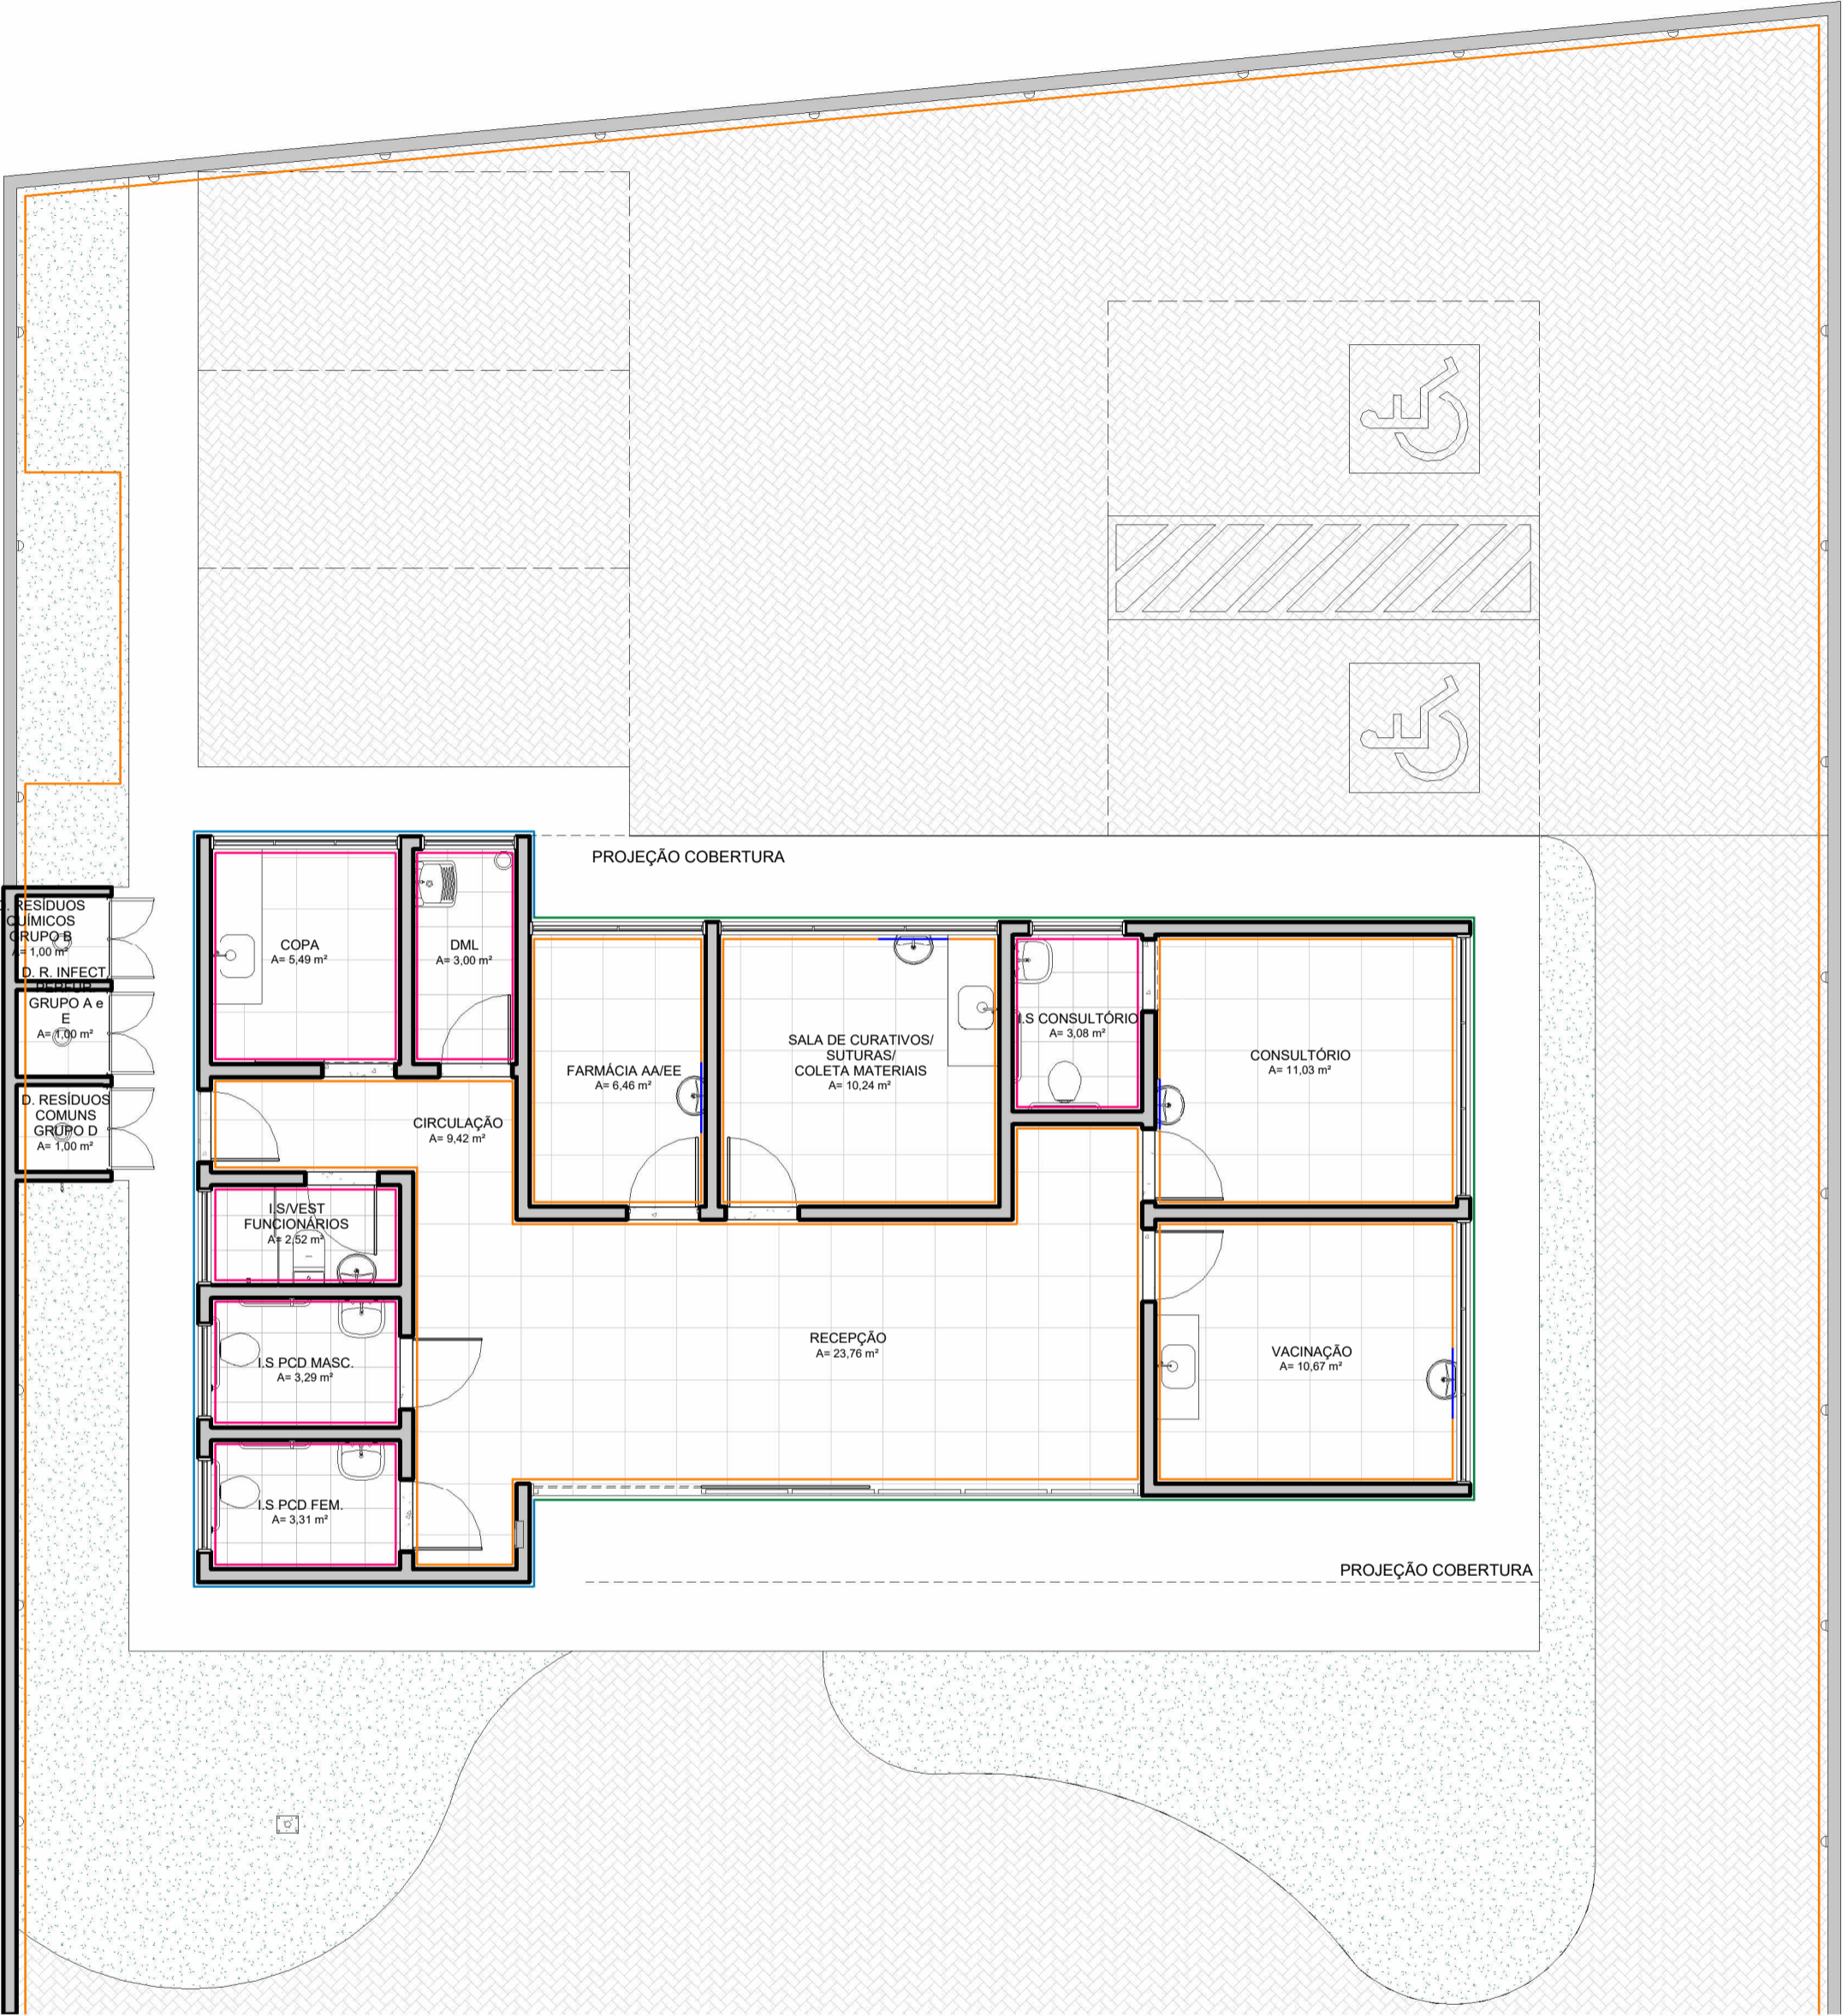 PROJEÇÃO COBERTURA
RESÍDUOS
QUÍMICOS
GRUPO B
A= 1,00 m²
D. R. INFECT.
PERFUR.
GRUPO A e
E
A= 1,00 m²
D. RESÍDUOS
COMUNS
GRUPO D
A= 1,00 m²
COPA
A= 5,49 m²
DML
A= 3,00 m²
FARMÁCIA AA/EE
A= 6,46 m²
SALA DE CURATIVOS/
SUTURAS/
COLETA MATERIAIS
A= 10,24 m²
I.S CONSULTÓRIO
A= 3,08 m²
CONSULTÓRIO
A= 11,03 m²
CIRCULAÇÃO
A= 9,42 m²
I.S/VEST
FUNCIONÁRIOS
A= 2,52 m²
I.S PCD MASC.
A= 3,29 m²
RECEPÇÃO
A= 23,76 m²
VACINAÇÃO
A= 10,67 m²
I.S PCD FEM.
A= 3,31 m²
PROJEÇÃO COBERTURA